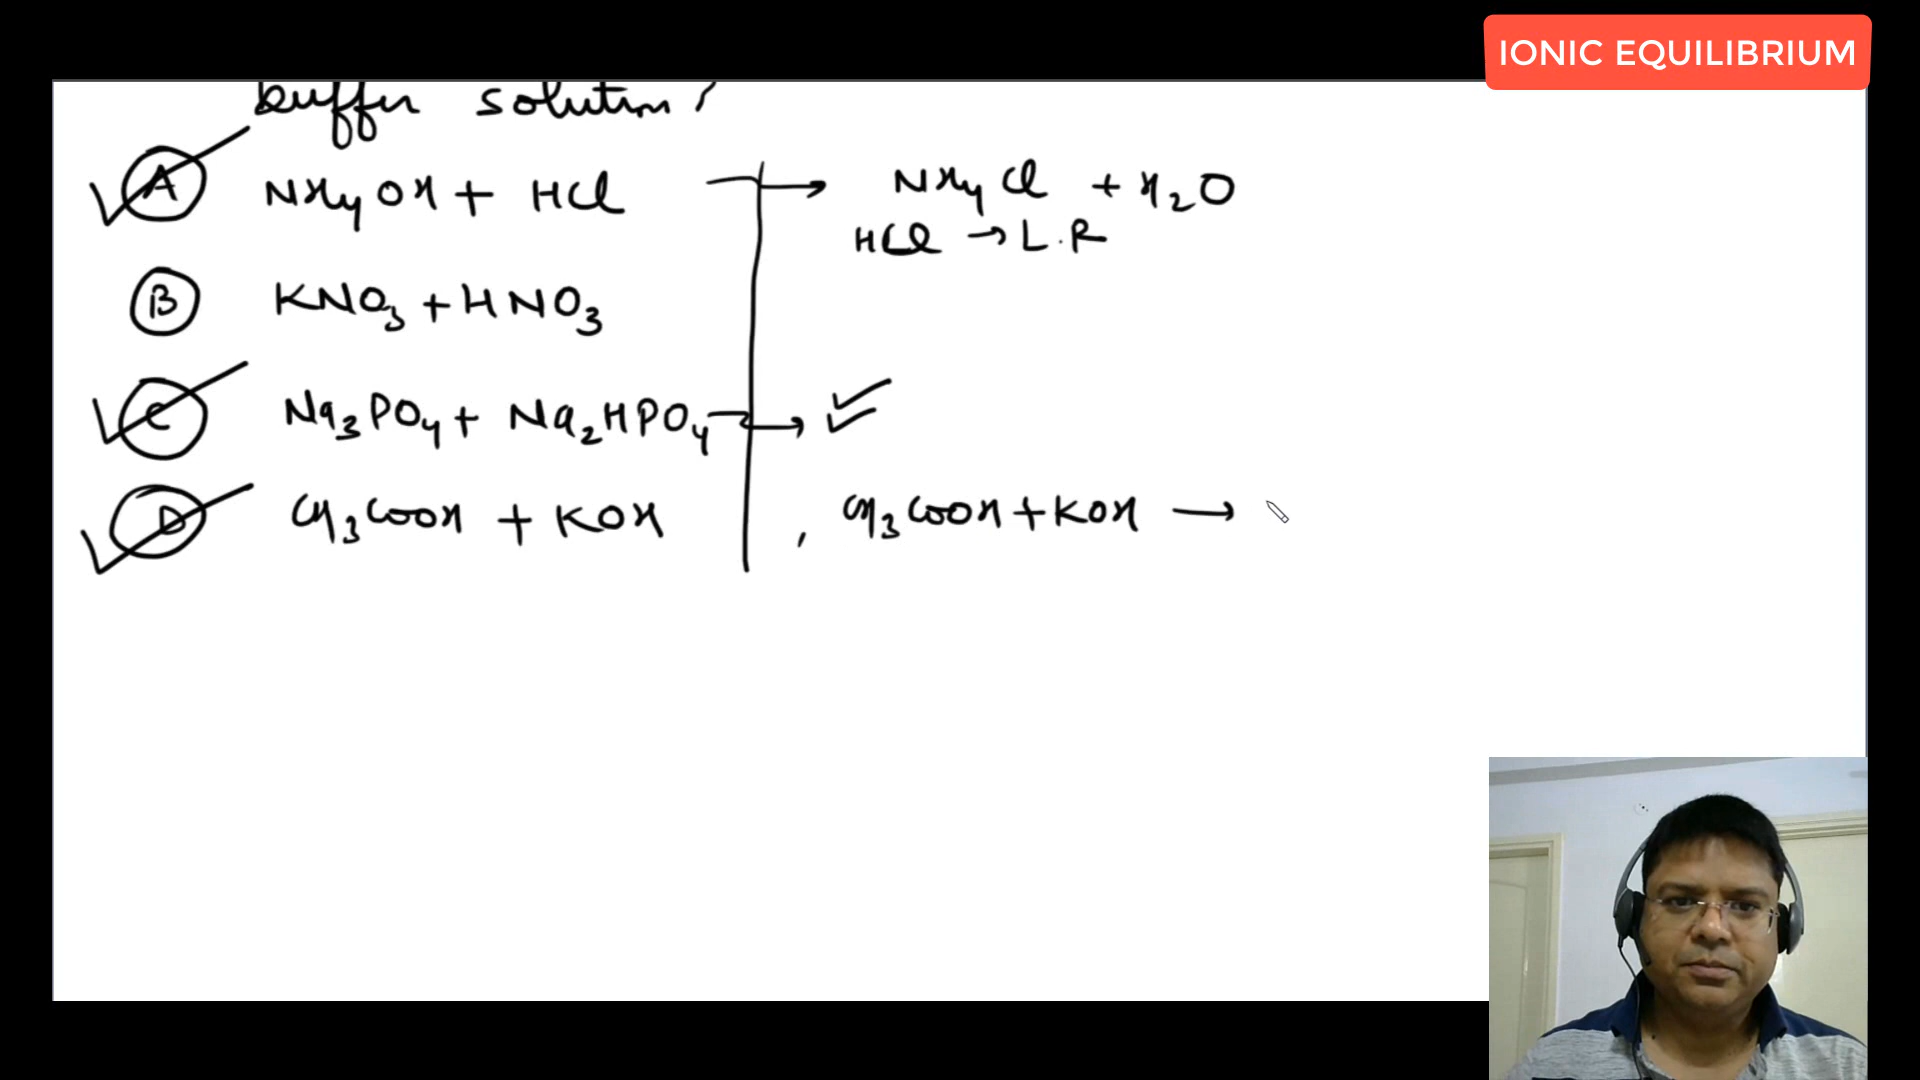 IONIC EQUILIBRIUM
buffer solution?
A NH4OH + HCl → NH4Cl + H2O
HCl → L.R
B KNO3 + HNO3
C Na3PO4 + Na2HPO4 →
D CH3COOH + KOH , CH3COOH + KOH →